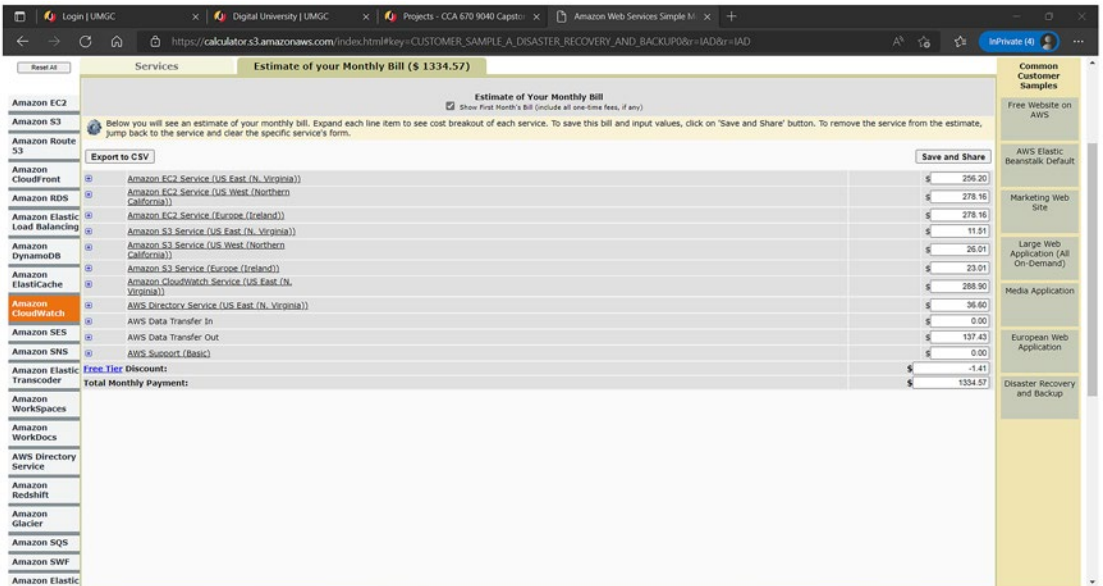 Login | UMGC
Digital University | UMGC
Projects - CCA 670 9040 Capstor
Amazon Web Services Simple M
https://calculator.s3.amazonaws.com/index.html#key=CUSTOMER_SAMPLE_A_DISASTER_RECOVERY_AND_BACKUP0&r=IAD&r=IAD
InPrivate (4)
Reset All
Services
Estimate of your Monthly Bill ($ 1334.57)
Estimate of Your Monthly Bill
Show First Month's Bill (include all one-time fees, if any)
Below you will see an estimate of your monthly bill. Expand each line item to see cost breakout of each service. To save this bill and input values, click on 'Save and Share' button. To remove the service from the estimate,
jump back to the service and clear the specific service's form.
Export to CSV
Save and Share
Amazon EC2 Service (US East (N. Virginia)) $ 256.20
Amazon EC2 Service (US West (Northern
California)) $ 278.16
Amazon EC2 Service (Europe (Ireland)) $ 278.16
Amazon S3 Service (US East (N. Virginia)) $ 11.51
Amazon S3 Service (US West (Northern
California)) $ 26.01
Amazon S3 Service (Europe (Ireland)) $ 23.01
Amazon CloudWatch Service (US East (N.
Virginia)) $ 288.90
AWS Directory Service (US East (N. Virginia)) $ 36.60
AWS Data Transfer In $ 0.00
AWS Data Transfer Out $ 137.43
AWS Support (Basic) $ 0.00
Free Tier Discount: $ -1.41
Total Monthly Payment: $ 1334.57
Amazon EC2
Amazon S3
Amazon Route
53
Amazon
CloudFront
Amazon RDS
Amazon Elastic
Load Balancing
Amazon
DynamoDB
Amazon
ElastiCache
Amazon
CloudWatch
Amazon SES
Amazon SNS
Amazon Elastic
Transcoder
Amazon
WorkSpaces
Amazon
WorkDocs
AWS Directory
Service
Amazon
Redshift
Amazon
Glacier
Amazon SQS
Amazon SWF
Amazon Elastic
Common
Customer
Samples
Free Website on
AWS
AWS Elastic
Beanstalk Default
Marketing Web
Site
Large Web
Application (All
On-Demand)
Media Application
European Web
Application
Disaster Recovery
and Backup